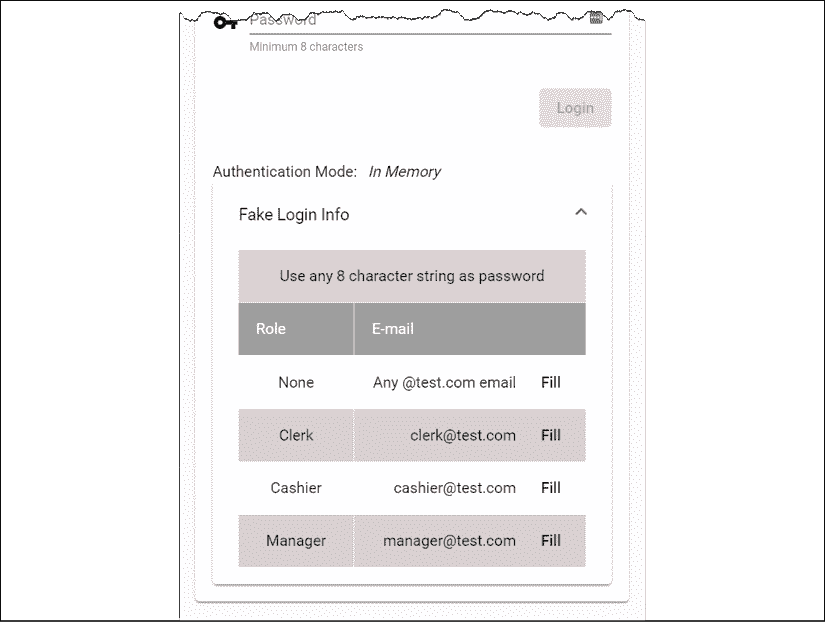 Password
Minimum 8 characters
Login
Authentication Mode: In Memory
Fake Login Info
Use any 8 character string as password
Role E-mail
None Any @test.com email Fill
Clerk clerk@test.com Fill
Cashier cashier@test.com Fill
Manager manager@test.com Fill